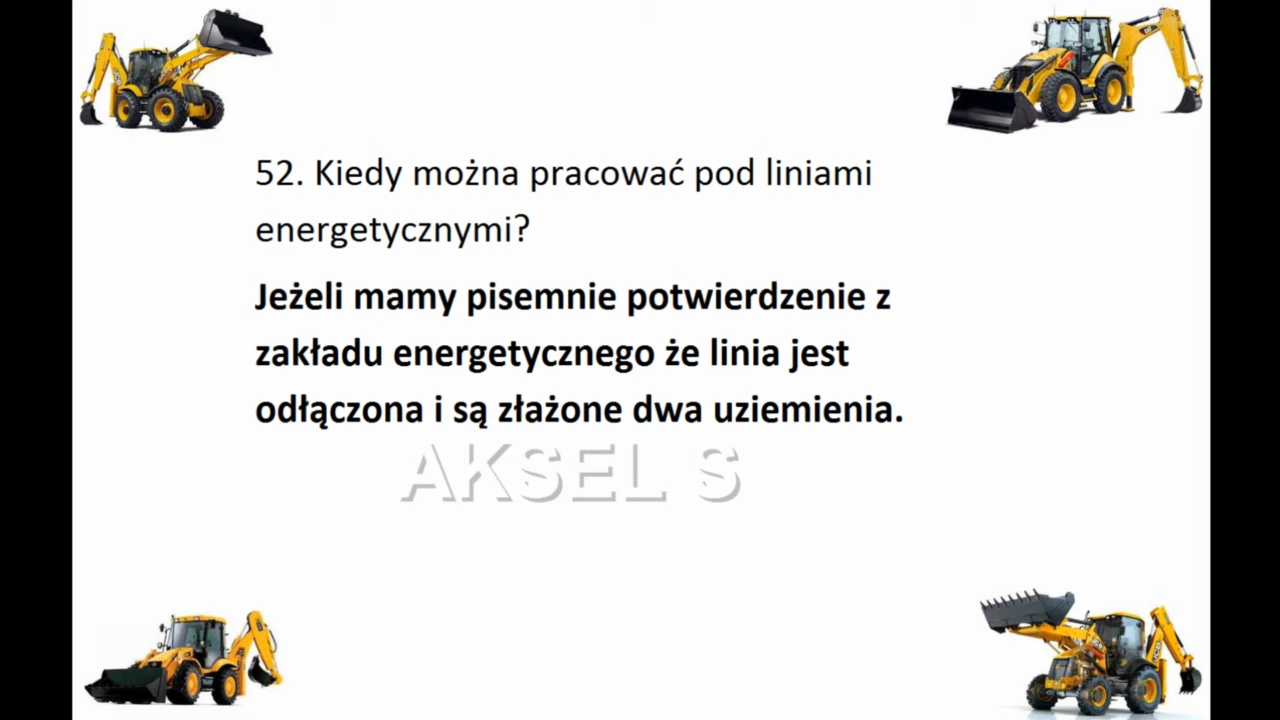 52. Kiedy można pracować pod liniami
energetycznymi?
Jeżeli mamy pisemnie potwierdzenie z
zakładu energetycznego że linia jest
odłączona i są złażone dwa uziemienia.
AKSEL S